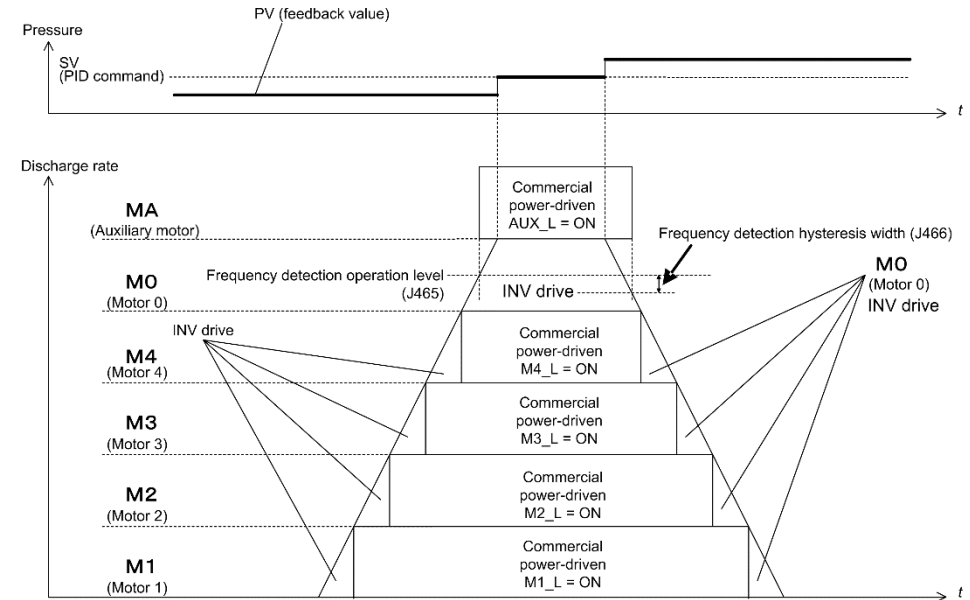 PV (feedback value)
Pressure
SV
(PID command)
t
Discharge rate
MA
(Auxiliary motor)
Commercial
power-driven
AUX_L = ON
Frequency detection hysteresis width (J466)
Frequency detection operation level
(J465)
M0
(Motor 0)
INV drive
M0
(Motor 0)
INV drive
INV drive
M4
(Motor 4)
Commercial
power-driven
M4_L = ON
M3
(Motor 3)
Commercial
power-driven
M3_L = ON
M2
(Motor 2)
Commercial
power-driven
M2_L = ON
M1
(Motor 1)
Commercial
power-driven
M1_L = ON
t